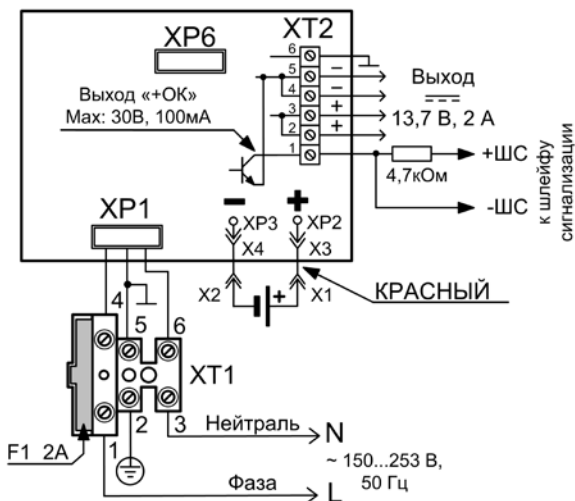 XT2
XP6
6
5
4
3
2
1
–
–
+
+
Выход
13,7 В, 2 А
Выход «+ОК»
Max: 30В, 100мА
4,7кОм
+ШС
-ШС
к шлейфу
сигнализации
– +
XP3
XP2
X4
X3
X2
X1
+
КРАСНЫЙ
XP1
4
5
6
XT1
1
2
3
F1 2А
Нейтраль
N
~ 150...253 В,
50 Гц
Фаза
L